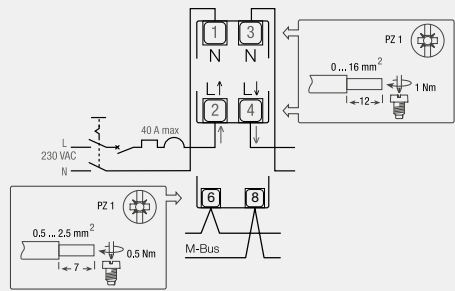 1 3
N N
PZ 1
0 ... 16 mm²
1 Nm
12
L↑ L↓
2 4
40 A max
L
230 VAC
N
6 8
M-Bus
PZ 1
0.5 ... 2.5 mm²
0.5 Nm
7